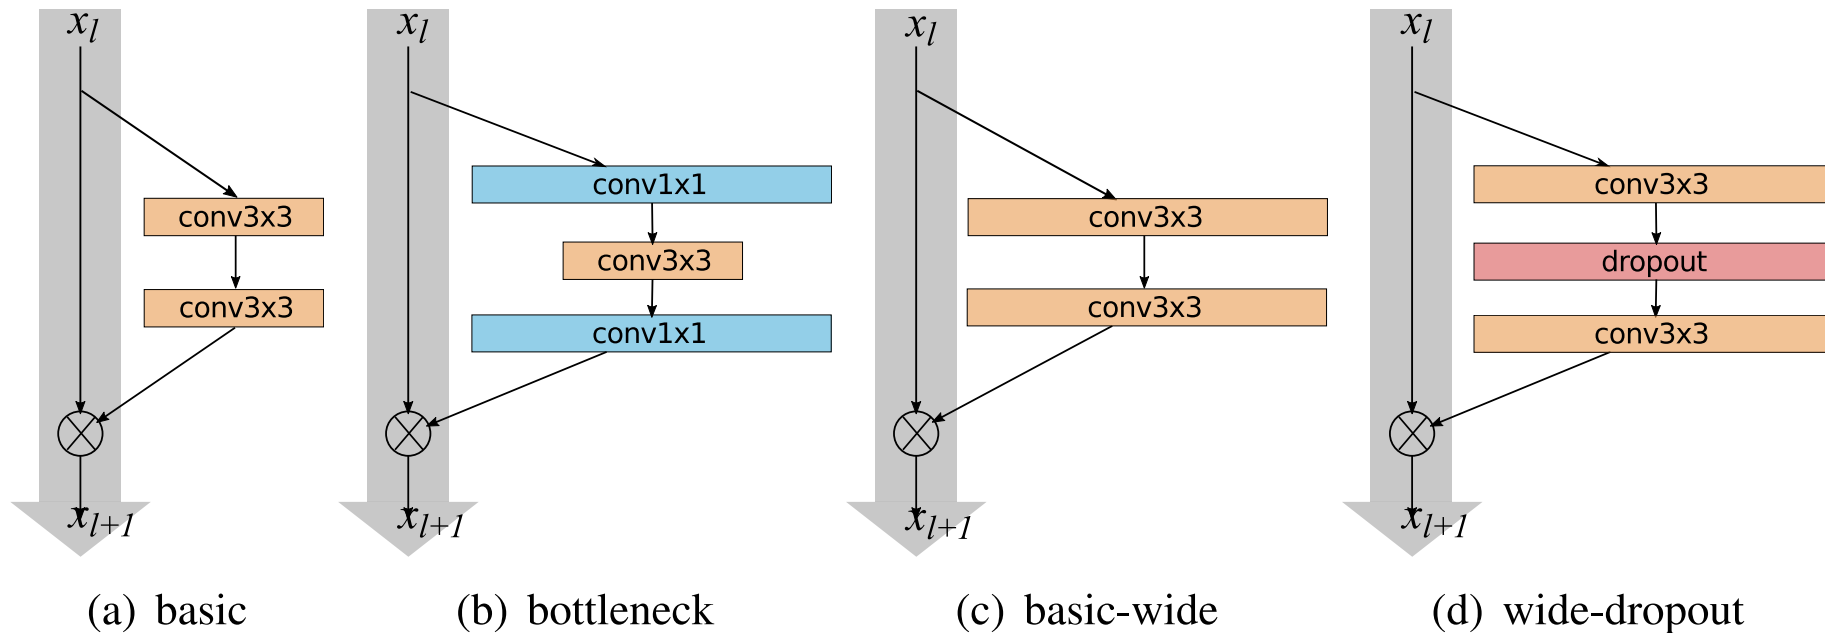 x_l
conv3x3
conv3x3
x_{l+1}
(a) basic
x_l
conv1x1
conv3x3
conv1x1
x_{l+1}
(b) bottleneck
x_l
conv3x3
conv3x3
x_{l+1}
(c) basic-wide
x_l
conv3x3
dropout
conv3x3
x_{l+1}
(d) wide-dropout